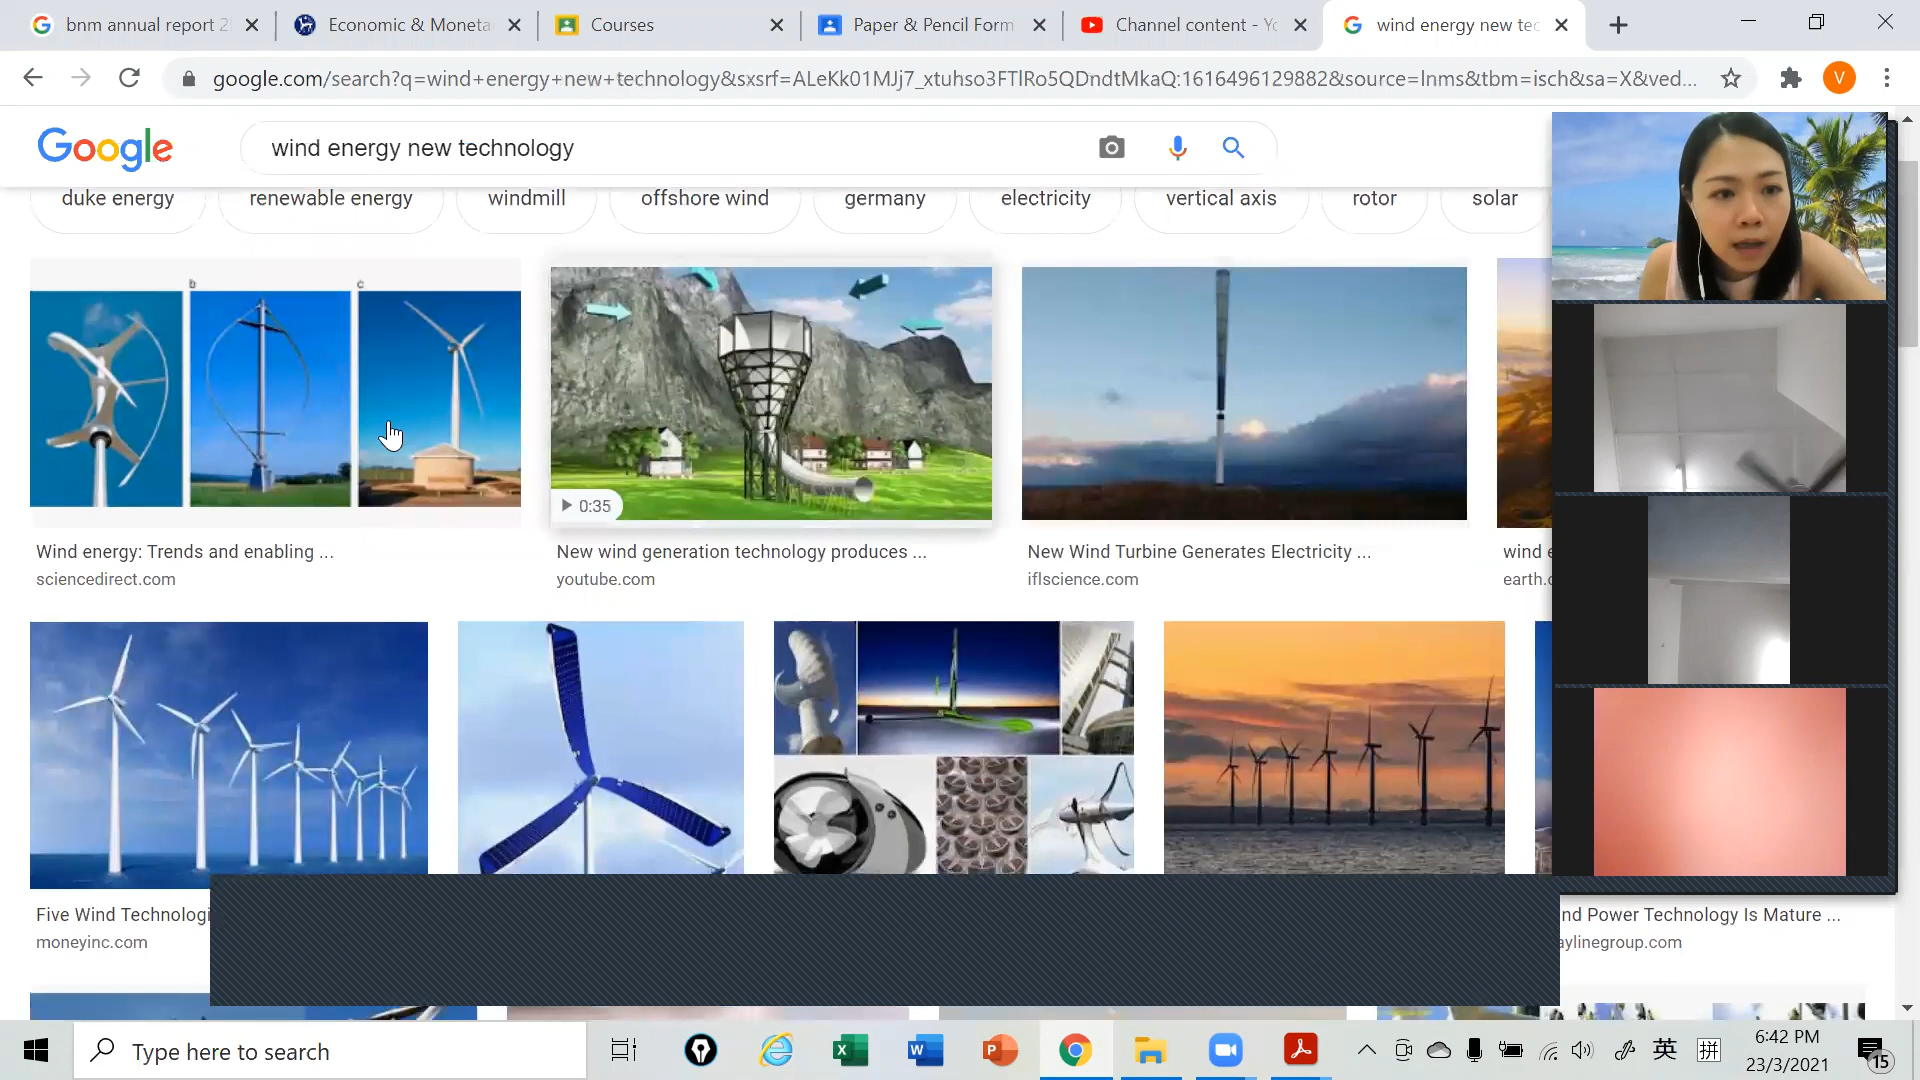 bnm annual report 2
Economic & Moneta
Courses
Paper & Pencil Form
Channel content - Yo
wind energy new tec
google.com/search?q=wind+energy+new+technology&sxsrf=ALeKk01MJj7_xtuhso3FTlRo5QDndtMkaQ:1616496129882&source=lnms&tbm=isch&sa=X&ved...
V
Google
wind energy new technology
duke energy
renewable energy
windmill
offshore wind
germany
electricity
vertical axis
rotor
solar
b
c
0:35
Wind energy: Trends and enabling ...
sciencedirect.com
New wind generation technology produces ...
youtube.com
New Wind Turbine Generates Electricity ...
iflscience.com
wind e
earth.c
Five Wind Technologi
moneyinc.com
nd Power Technology Is Mature ...
aylinegroup.com
Type here to search
英
拼
6:42 PM
23/3/2021
15